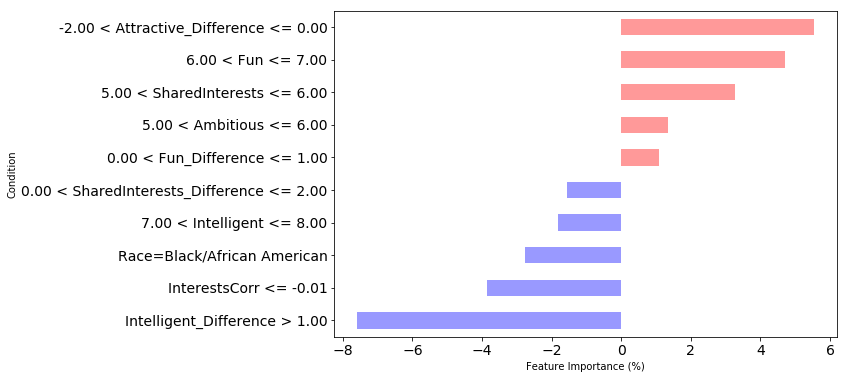 -2.00 < Attractive_Difference <= 0.00
6.00 < Fun <= 7.00
5.00 < SharedInterests <= 6.00
5.00 < Ambitious <= 6.00
0.00 < Fun_Difference <= 1.00
0.00 < SharedInterests_Difference <= 2.00
7.00 < Intelligent <= 8.00
Race=Black/African American
InterestsCorr <= -0.01
Intelligent_Difference > 1.00
Condition
−8 −6 −4 −2 0 2 4 6
Feature Importance (%)